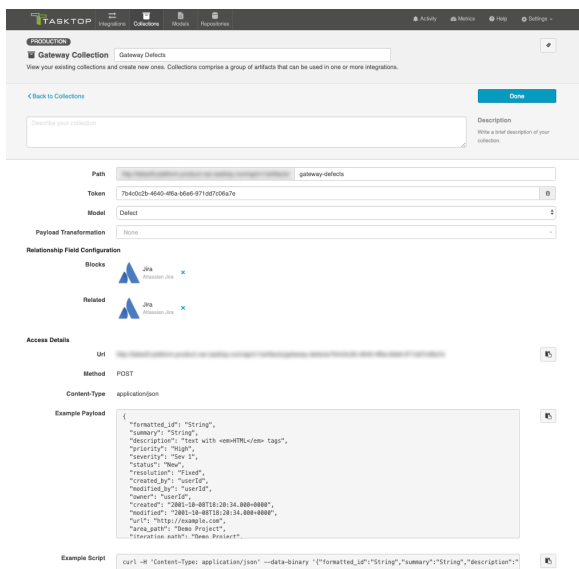 TASKTOP
Integrations
Collections
Models
Repositories
Activity
Metrics
Help
Settings
PRODUCTION
Gateway Collection
Gateway Defects
View your existing collections and create new ones. Collections comprise a group of artifacts that can be used in one or more integrations.
Back to Collections
Done
Describe your collection
Description
Write a brief description of your
collection.
Path
gateway-defects
Token
7b4c0c2b-4640-4f6a-b6e6-971dd7c06a7e
Model
Defect
Payload Transformation
None
Relationship Field Configuration
Blocks
Jira
Atlassian Jira
Related
Jira
Atlassian Jira
Access Details
Url
Method
POST
Content-Type
application/json
Example Payload
{
"formatted_id": "String",
"summary": "String",
"description": "text with <em>HTML</em> tags",
"priority": "High",
"severity": "Sev 1",
"status": "New",
"resolution": "Fixed",
"created_by": "userId",
"modified_by": "userId",
"owner": "userId",
"created": "2001-10-08T18:20:34.000+0000",
"modified": "2001-10-08T18:20:34.000+0000",
"url": "http://example.com",
"area_path": "Demo Project",
"iteration_path": "Demo Project",
Example Script
curl -H 'Content-Type: application/json' --data-binary '{"formatted_id":"String","summary":"String","description":"